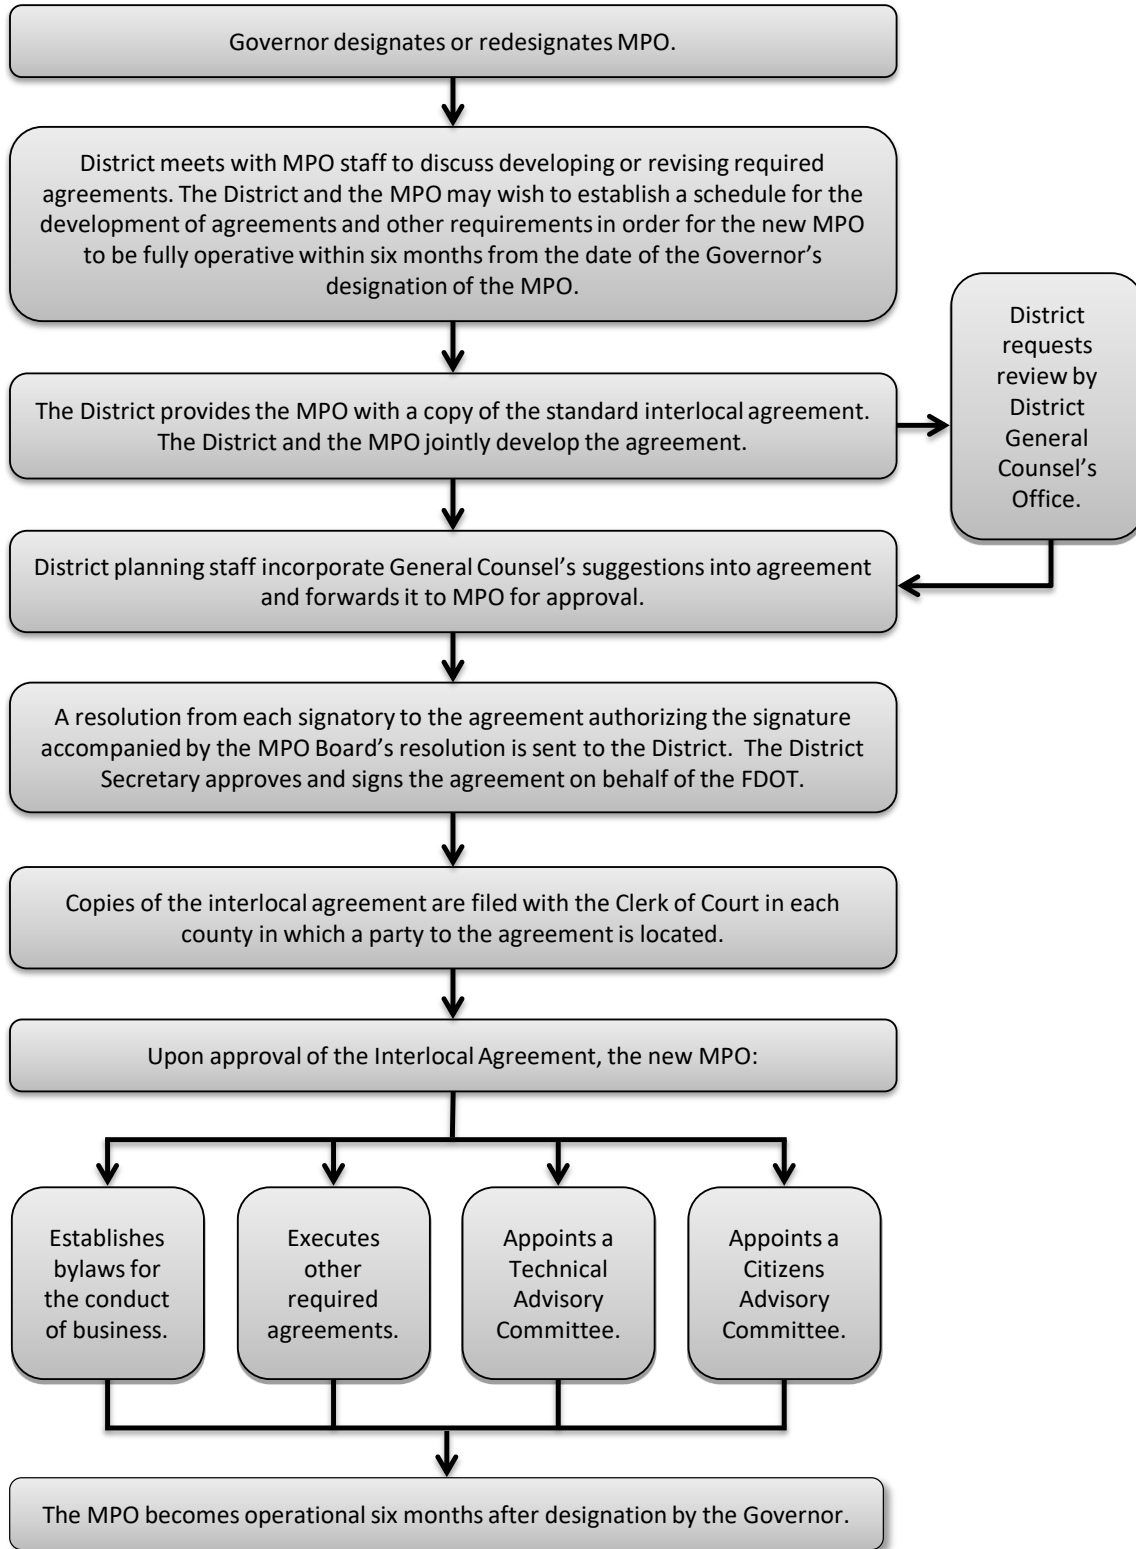 Governor designates or redesignates MPO.
District meets with MPO staff to discuss developing or revising required
agreements. The District and the MPO may wish to establish a schedule for the
development of agreements and other requirements in order for the new MPO
to be fully operative within six months from the date of the Governor’s
designation of the MPO.
The District provides the MPO with a copy of the standard interlocal agreement.
The District and the MPO jointly develop the agreement.
District
requests
review by
District
General
Counsel’s
Office.
District planning staff incorporate General Counsel’s suggestions into agreement
and forwards it to MPO for approval.
A resolution from each signatory to the agreement authorizing the signature
accompanied by the MPO Board’s resolution is sent to the District.  The District
Secretary approves and signs the agreement on behalf of the FDOT.
Copies of the interlocal agreement are filed with the Clerk of Court in each
county in which a party to the agreement is located.
Upon approval of the Interlocal Agreement, the new MPO:
Establishes
bylaws for
the conduct
of business.
Executes
other
required
agreements.
Appoints a
Technical
Advisory
Committee.
Appoints a
Citizens
Advisory
Committee.
The MPO becomes operational six months after designation by the Governor.